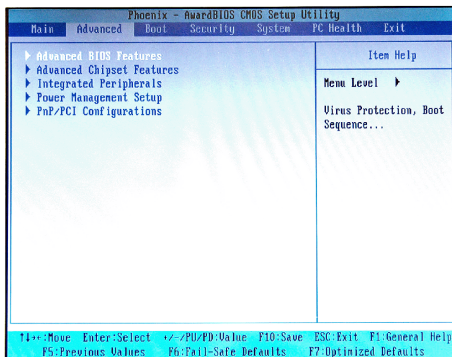 Phoenix - AwardBIOS CMOS Setup Utility
Main Advanced Boot Security System PC Health Exit
Advanced BIOS Features
Advanced Chipset Features
Integrated Peripherals
Power Management Setup
PnP/PCI Configurations
Item Help
Menu Level
Virus Protection, Boot
Sequence...
↑↓→←:Move Enter:Select +/-/PU/PD:Value F10:Save ESC:Exit F1:General Help
F5:Previous Values F6:Fail-Safe Defaults F7:Optimized Defaults